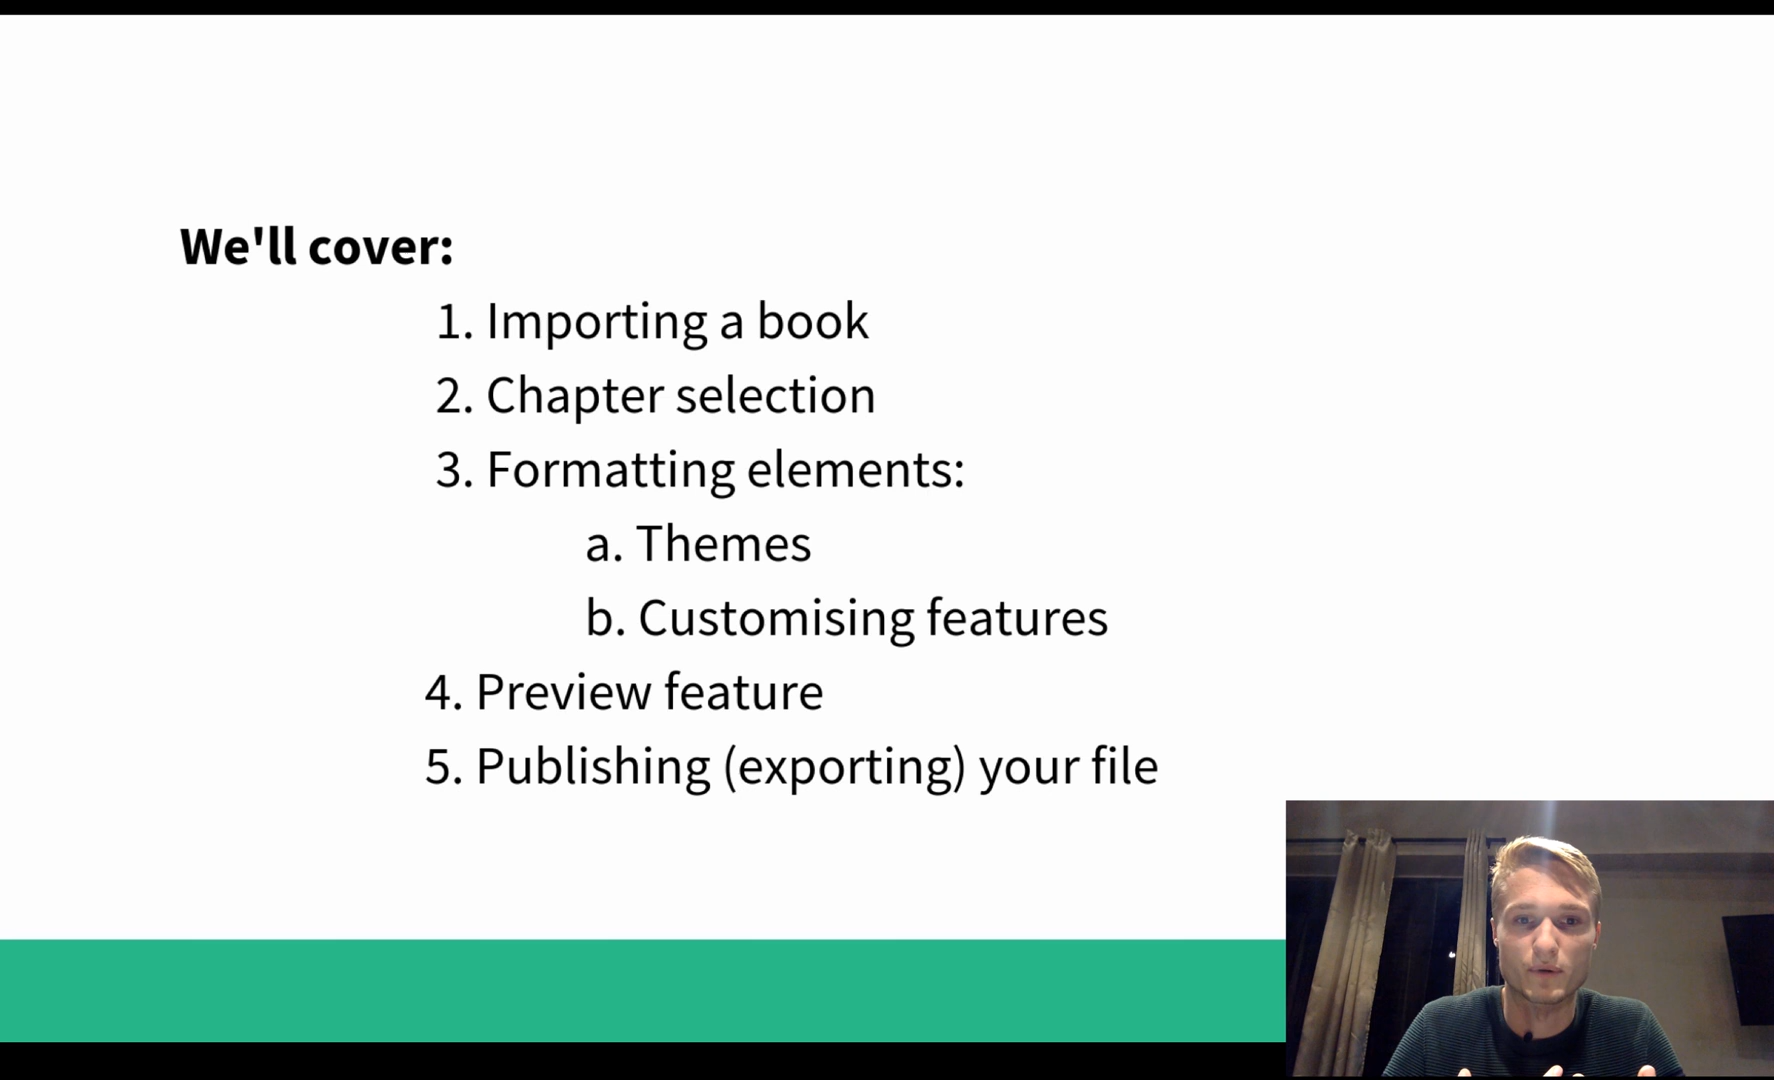 We'll cover:
1. Importing a book
2. Chapter selection
3. Formatting elements:
a. Themes
b. Customising features
4. Preview feature
5. Publishing (exporting) your file